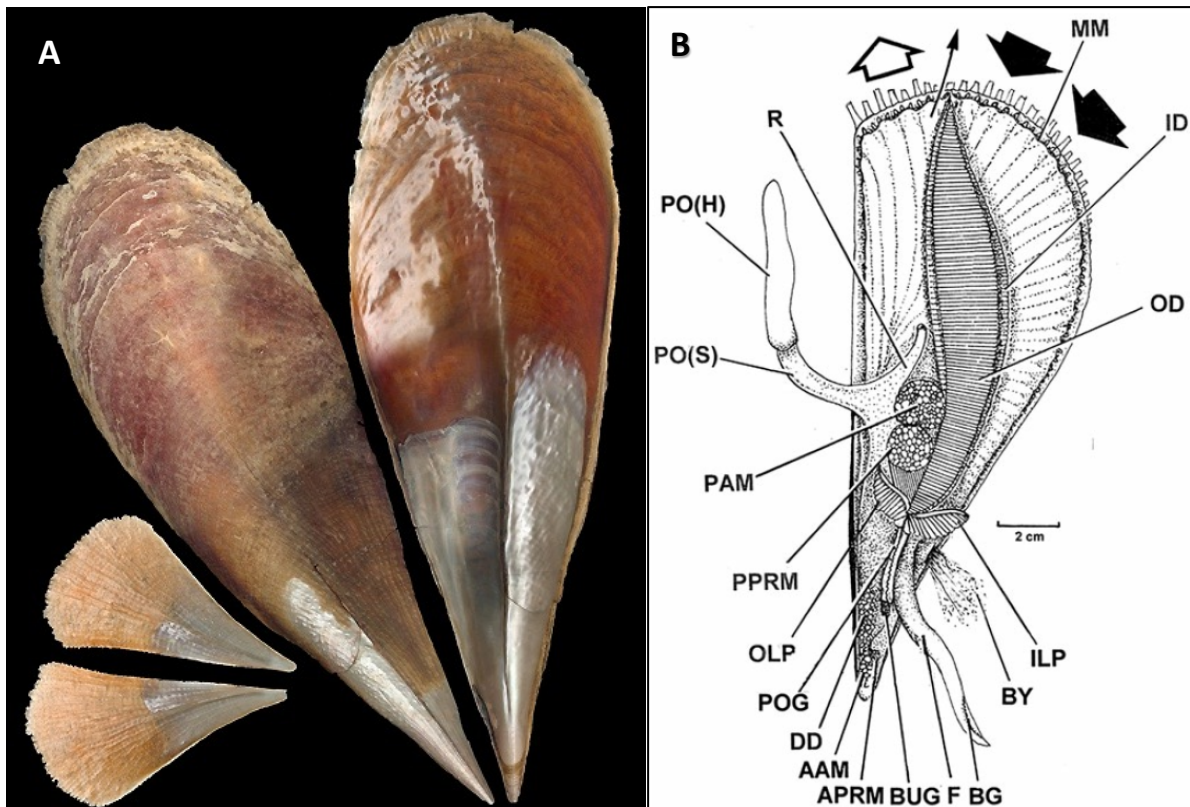 A
B
MM
R
ID
PO(H)
OD
PO(S)
PAM
2 cm
PPRM
OLP
ILP
POG
BY
DD
AAM
APRM BUG F BG